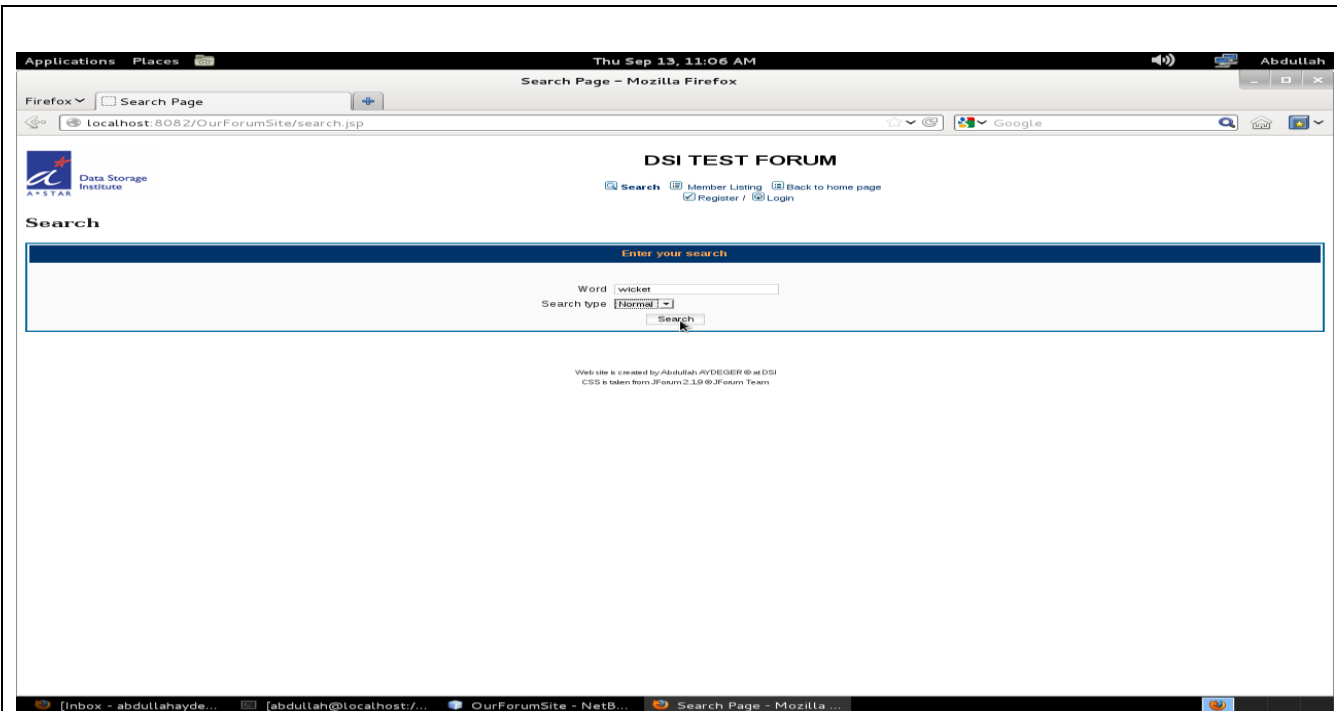 Applications Places
Thu Sep 13, 11:06 AM
Abdullah
Search Page - Mozilla Firefox
Firefox
Search Page
localhost:8082/OurForumSite/search.jsp
Google
A*STAR
Data Storage
Institute
DSI TEST FORUM
Search Member Listing Back to home page
Register / Login
Search
Enter your search
Word wicket
Search type Normal
Search
Web site is created by Abdullah AYDEGER @ at DSI
CSS is taken from JForum 2.1.9 © JForum Team
[Inbox - abdullahayde...
[abdullah@localhost:/...
OurForumSite - NetB...
Search Page - Mozilla ...